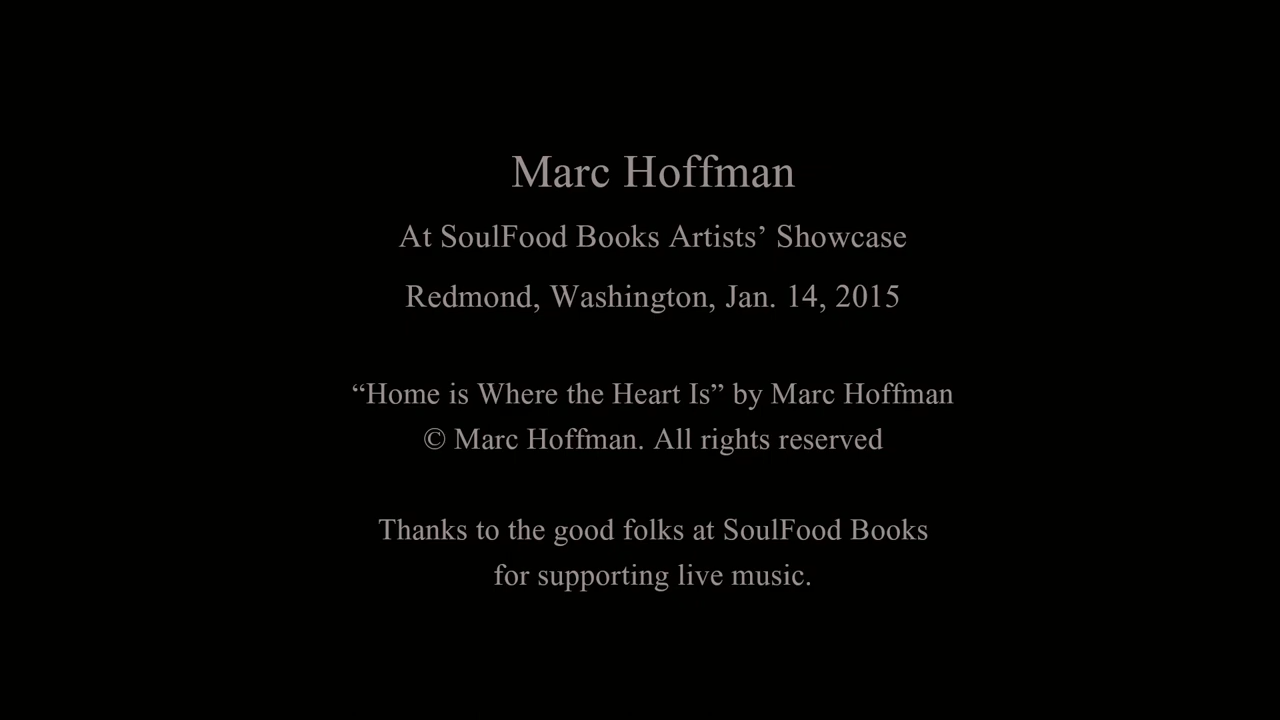 Marc Hoffman
At SoulFood Books Artists’ Showcase
Redmond, Washington, Jan. 14, 2015
“Home is Where the Heart Is” by Marc Hoffman
© Marc Hoffman. All rights reserved
Thanks to the good folks at SoulFood Books
for supporting live music.